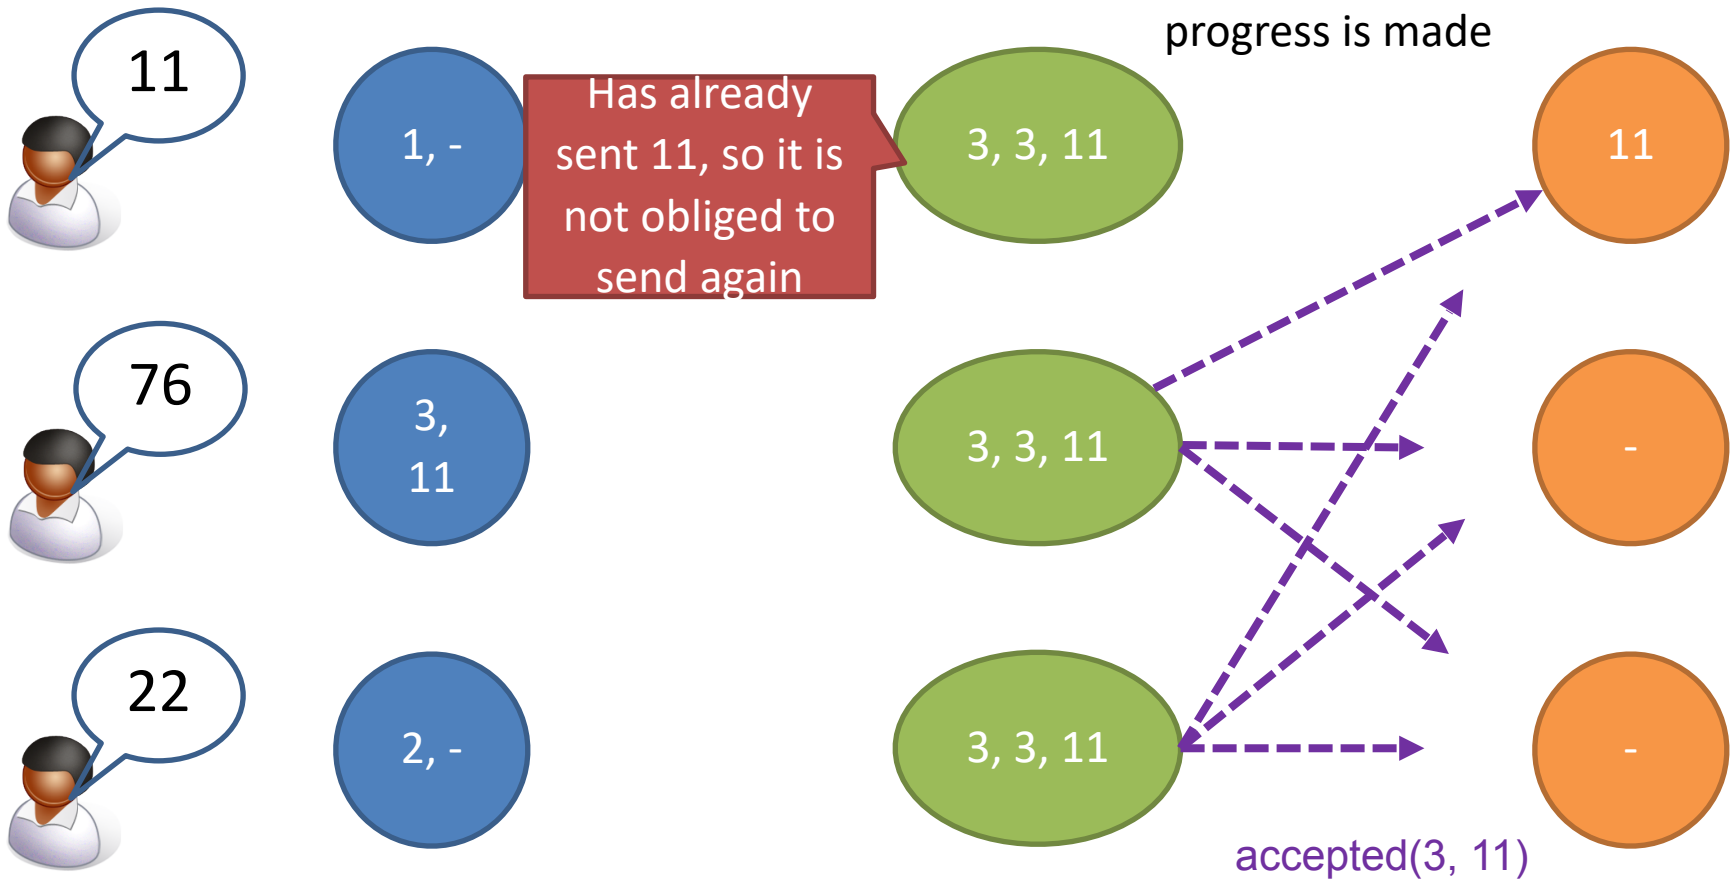 progress is made
11
1, -
Has already
sent 11, so it is
not obliged to
send again
3, 3, 11
11
76
3,
11
3, 3, 11
-
22
2, -
3, 3, 11
-
accepted(3, 11)